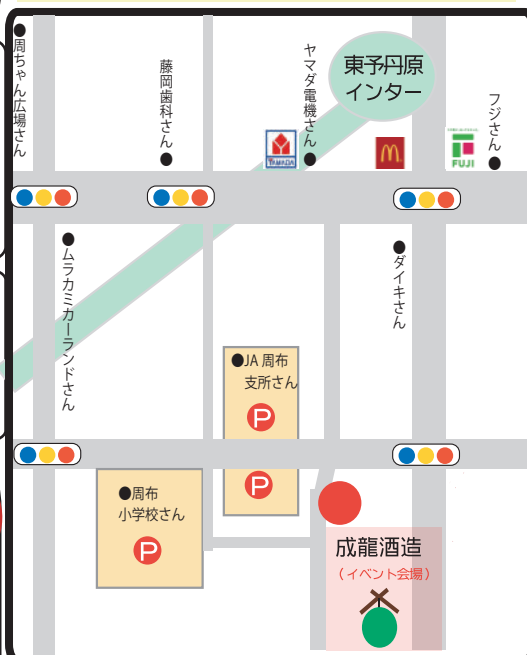 周ちゃん広場さん
藤岡歯科さん
ヤマダ電機さん
東予丹原
インター
フジさん
YAMADA
FUJI
ムラカミカーランドさん
ダイキさん
JA 周布
支所さん
P
P
周布
小学校さん
P
成龍酒造
(イベント会場)